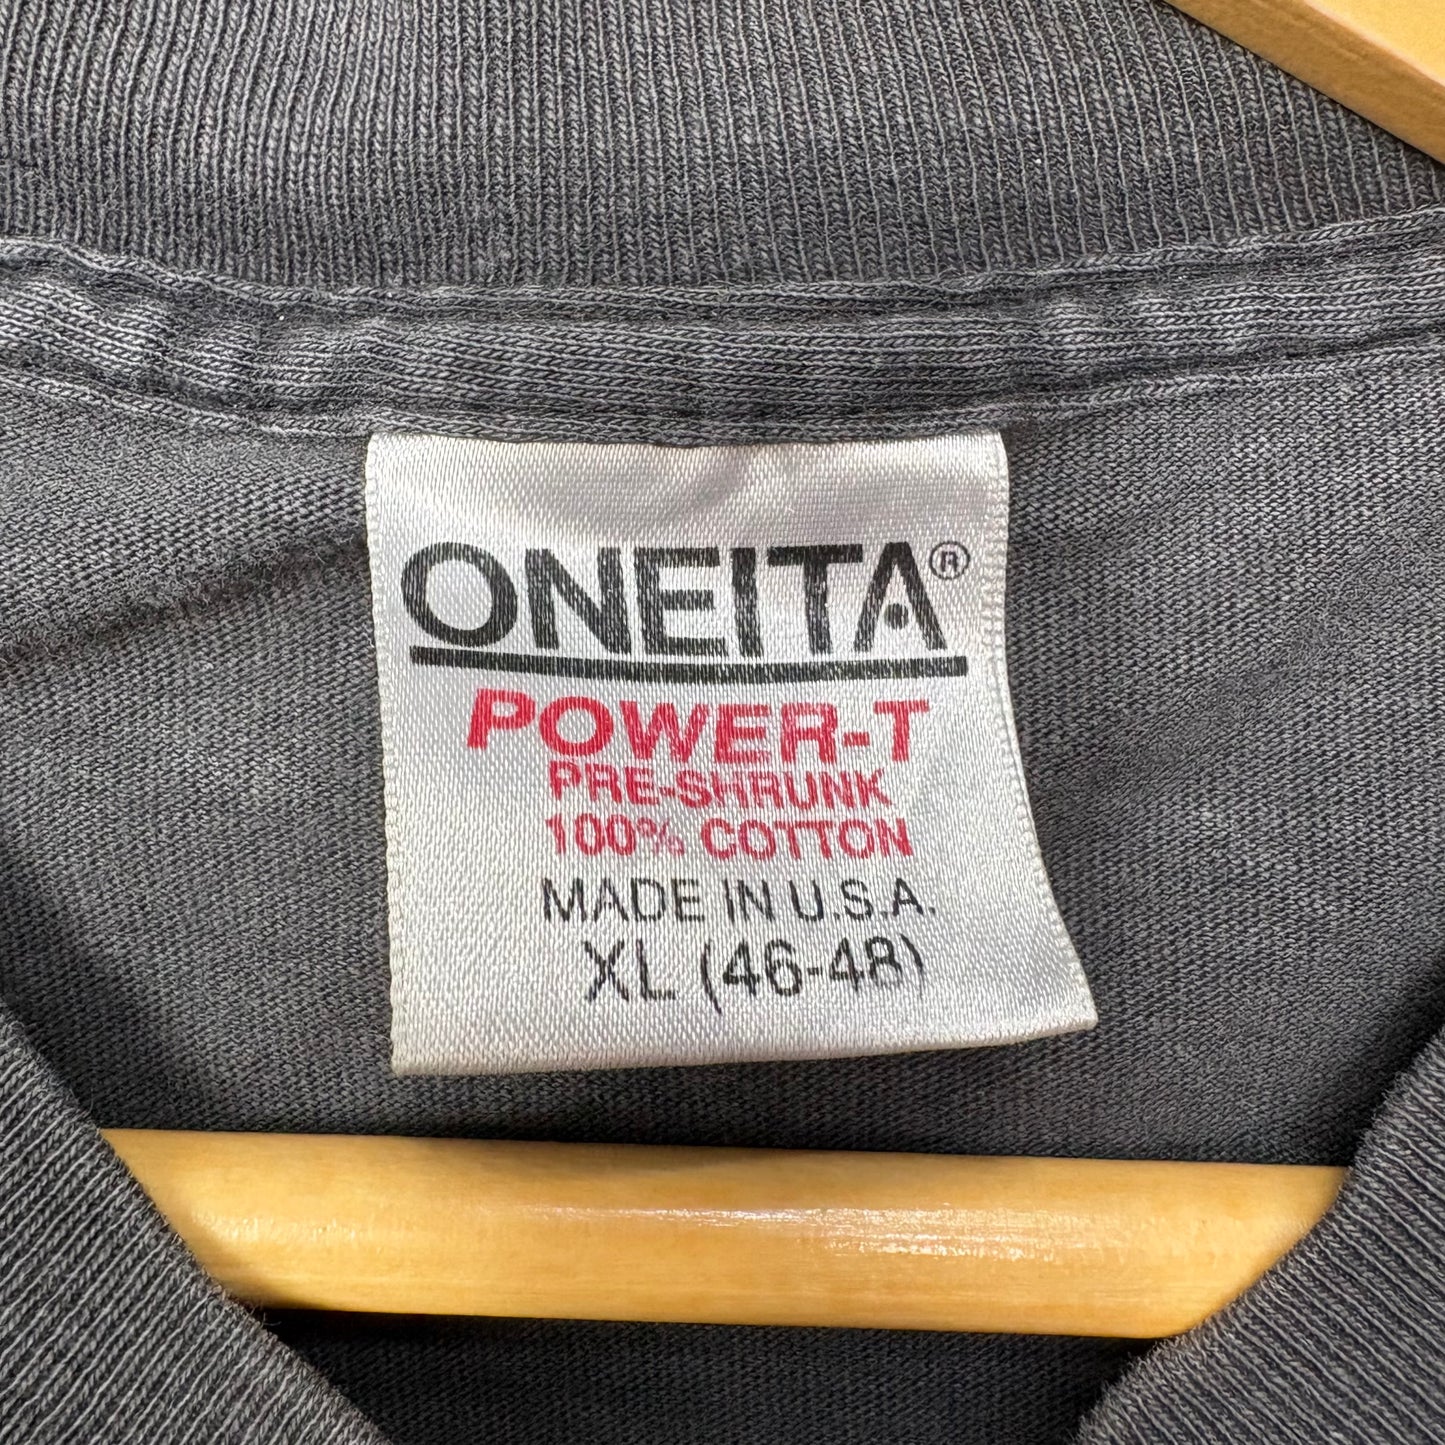 ONEITA®
POWER-T
PRE-SHRUNK
100% COTTON
MADE IN U.S.A.
XL (46-48)